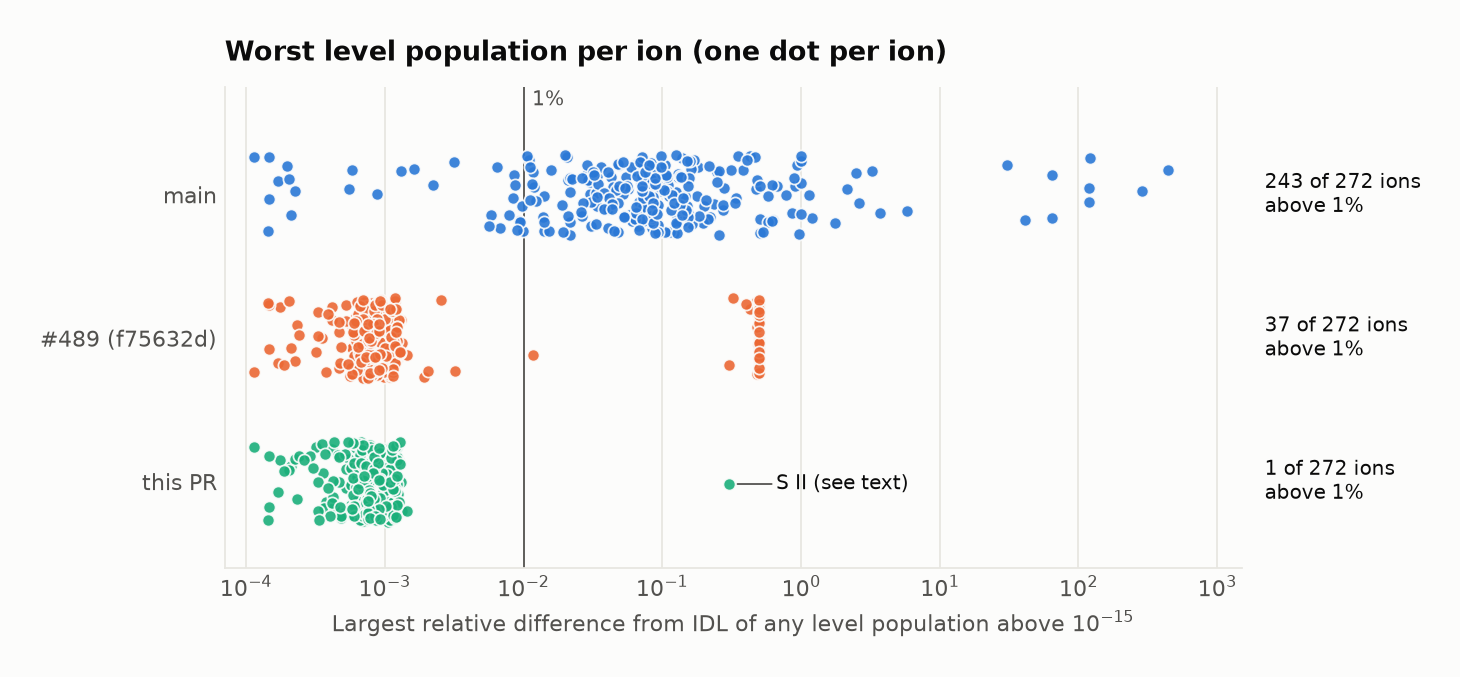 Worst level population per ion (one dot per ion)
1%
main
243 of 272 ions
above 1%
#489 (f75632d)
37 of 272 ions
above 1%
this PR
S II (see text)
1 of 272 ions
above 1%
10⁻⁴ 10⁻³ 10⁻² 10⁻¹ 10⁰ 10¹ 10² 10³
Largest relative difference from IDL of any level population above 10⁻¹⁵